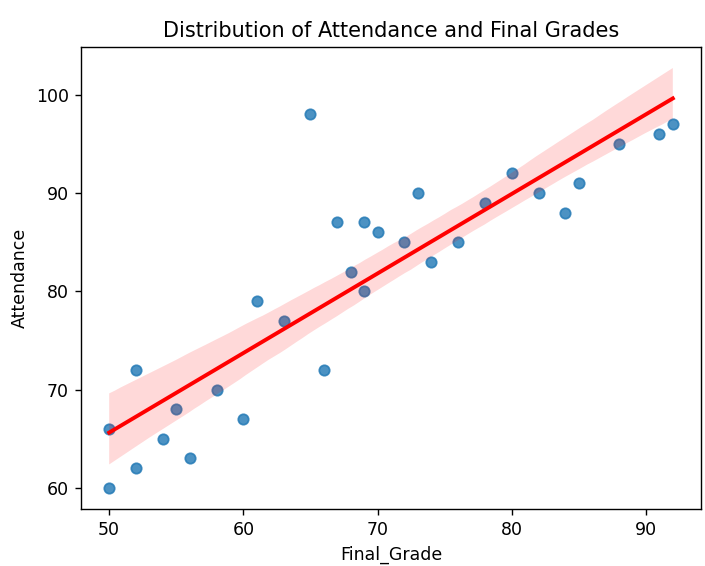 Distribution of Attendance and Final Grades
100
90
80
70
60
Attendance
50 60 70 80 90
Final_Grade